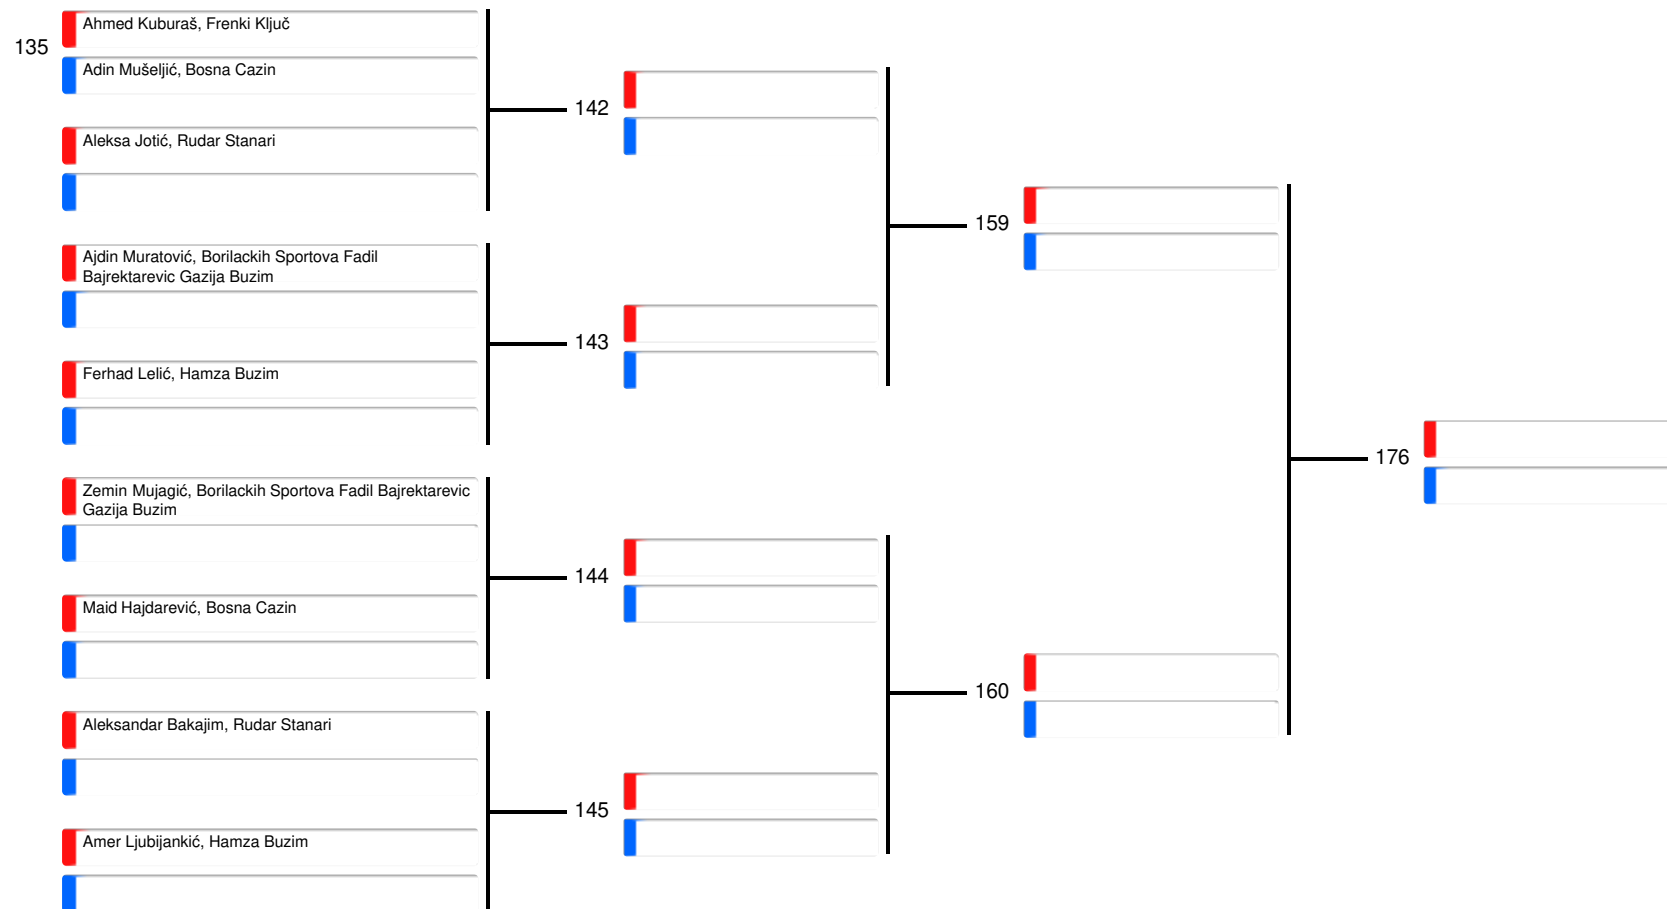 Ahmed Kuburaš, Frenki Ključ
135
Adin Mušeljić, Bosna Cazin
142
Aleksa Jotić, Rudar Stanari
159
Ajdin Muratović, Borilackih Sportova Fadil
Bajrektarevic Gazija Buzim
143
Ferhad Lelić, Hamza Buzim
176
Zemin Mujagić, Borilackih Sportova Fadil Bajrektarevic
Gazija Buzim
144
Maid Hajdarević, Bosna Cazin
160
Aleksandar Bakajim, Rudar Stanari
145
Amer Ljubijankić, Hamza Buzim